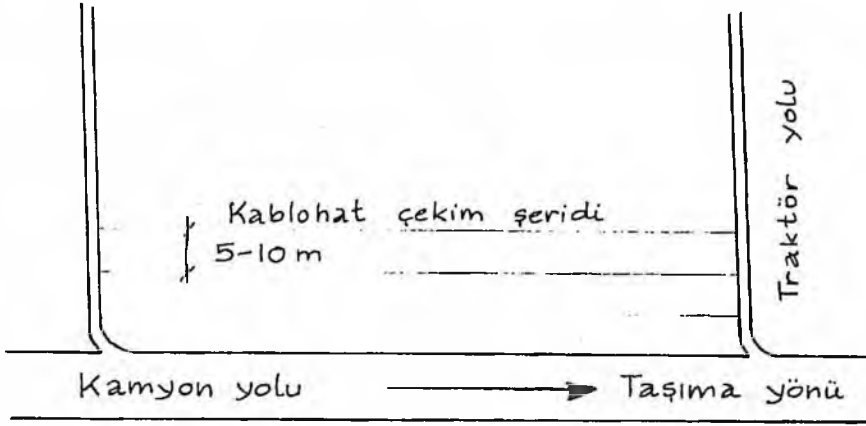 Kablohat çekim şeridi
5-10 m
Traktör yolu
Kamyon yolu
Taşıma yönü